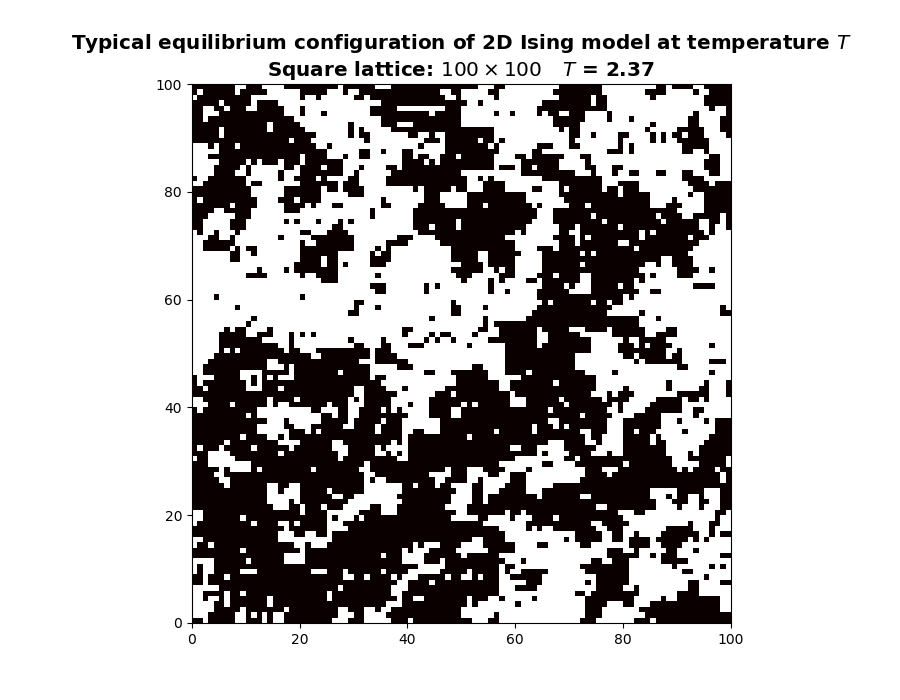 Typical equilibrium configuration of 2D Ising model at temperature T
Square lattice: 100 × 100 T = 2.37
100
80
60
40
20
0
0 20 40 60 80 100